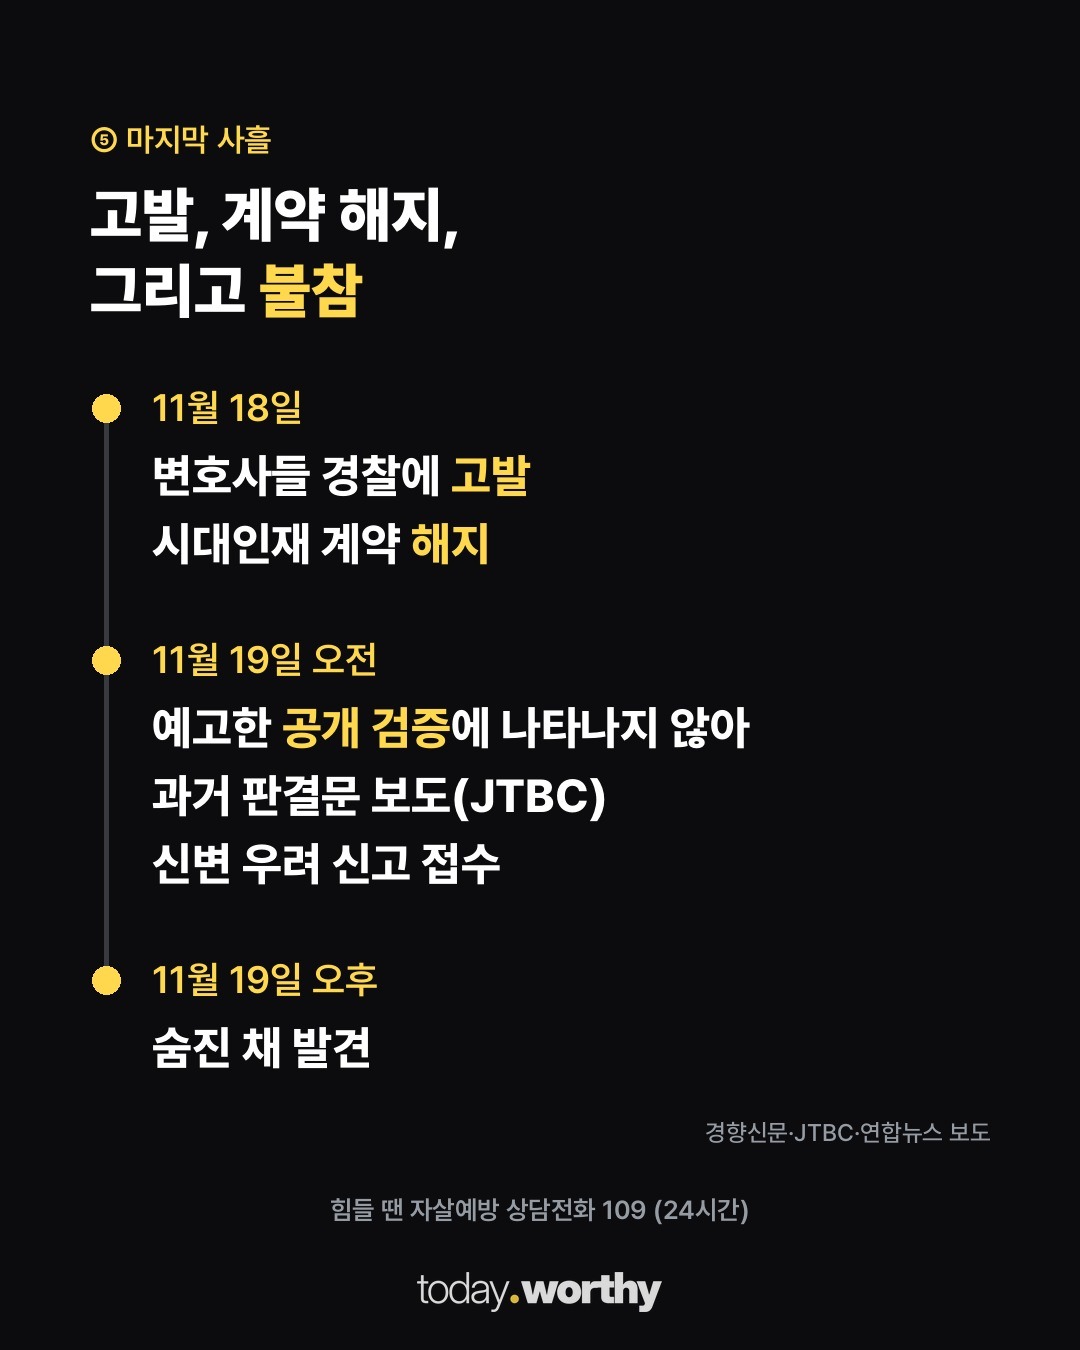 ⑤ 마지막 사흘
고발, 계약 해지,
그리고 불참
11월 18일
변호사들 경찰에 고발
시대인재 계약 해지
11월 19일 오전
예고한 공개 검증에 나타나지 않아
과거 판결문 보도(JTBC)
신변 우려 신고 접수
11월 19일 오후
숨진 채 발견
경향신문·JTBC·연합뉴스 보도
힘들 땐 자살예방 상담전화 109 (24시간)
today.worthy